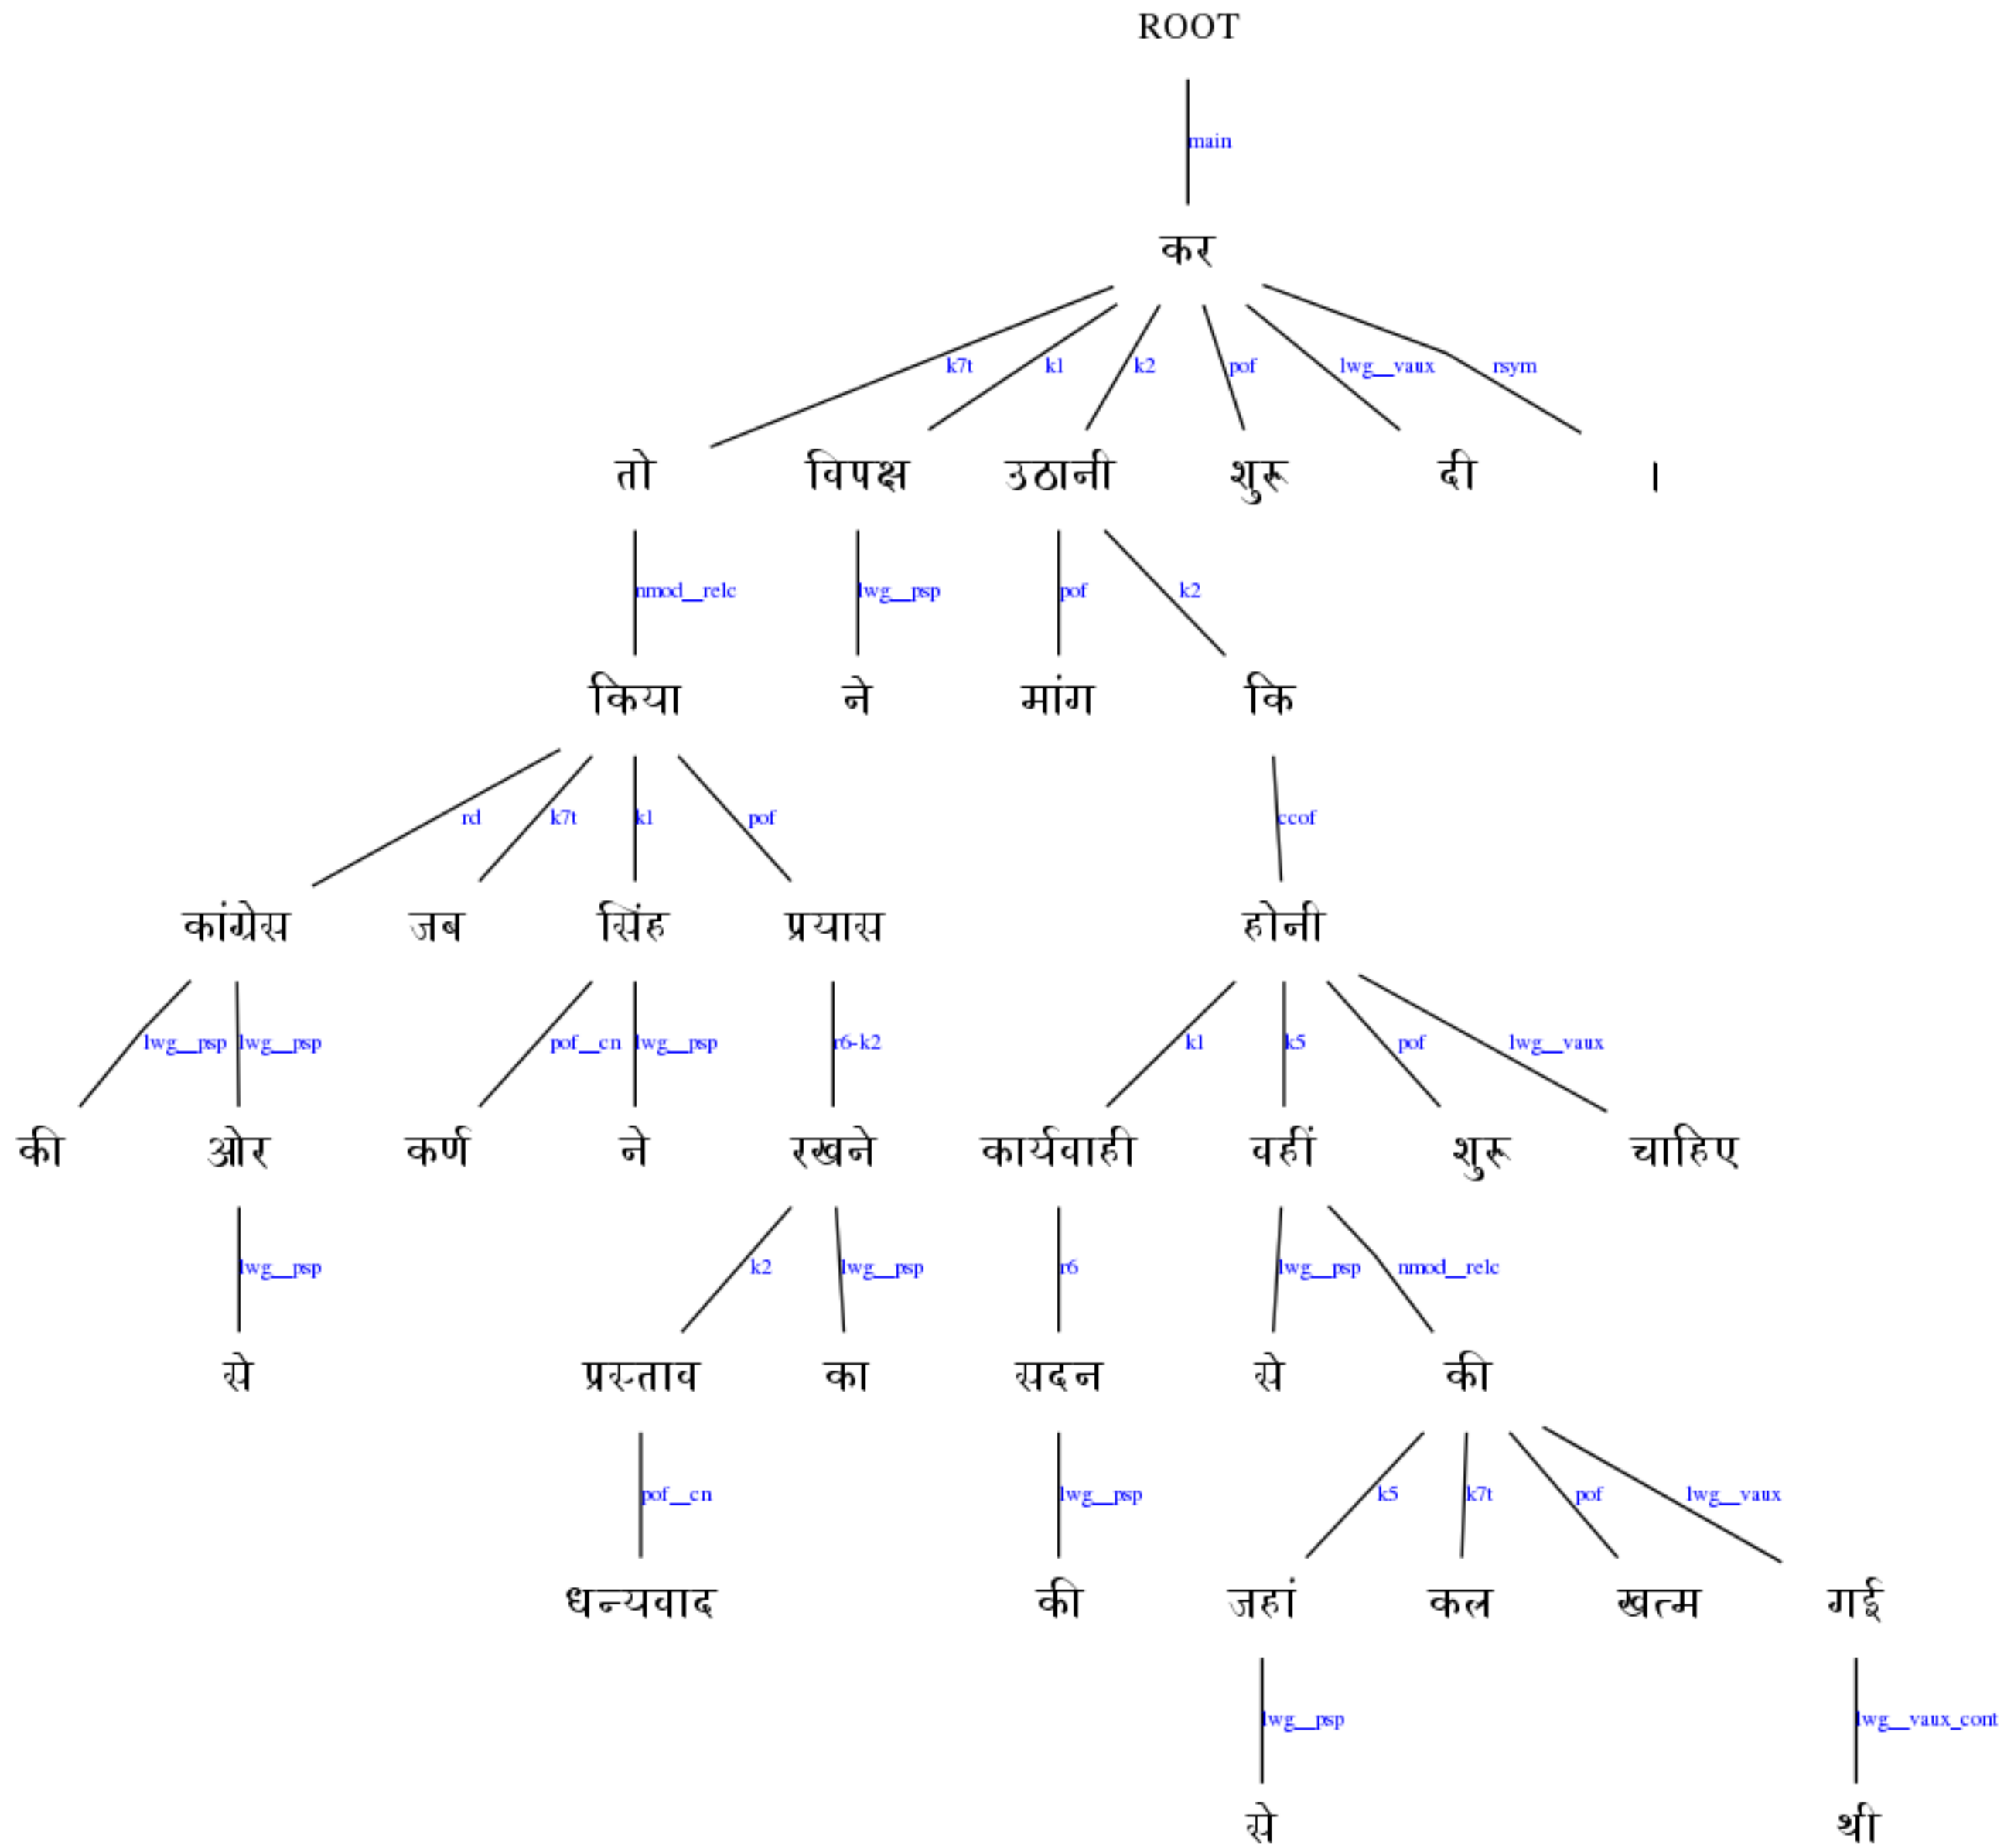 ROOT
main
कर
k7t k1 k2 pof lwg__vaux rsym
तो विपक्ष उठानी शुरू दी ।
nmod__relc lwg__psp pof k2
किया ने मांग कि
rd k7t k1 pof ccof
कांग्रेस जब सिंह प्रयास होनी
lwg__psp lwg__psp pof__cn lwg__psp r6-k2 k1 k5 pof lwg__vaux
की ओर कर्ण ने रखने कार्यवाही वहीं शुरू चाहिए
lwg__psp k2 lwg__psp r6 lwg__psp nmod__relc
से प्रस्ताव का सदन से की
pof__cn lwg__psp k5 k7t pof lwg__vaux
धन्यवाद की जहां कल खत्म गई
lwg__psp lwg__vaux_cont
से थी